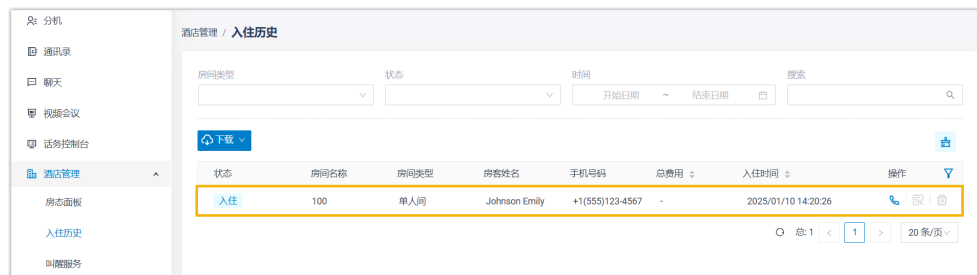 分机
通讯录
聊天
视频会议
话务控制台
酒店管理
房态面板
入住历史
叫醒服务
酒店管理 / 入住历史
房间类型 状态 时间 搜索
开始日期 ~ 结束日期
下载
状态 房间名称 房间类型 房客姓名 手机号码 总费用 入住时间 操作
入住 100 单人间 Johnson Emily +1(555)123-4567 - 2025/01/10 14:20:26
总: 1 < 1 > 20 条/页